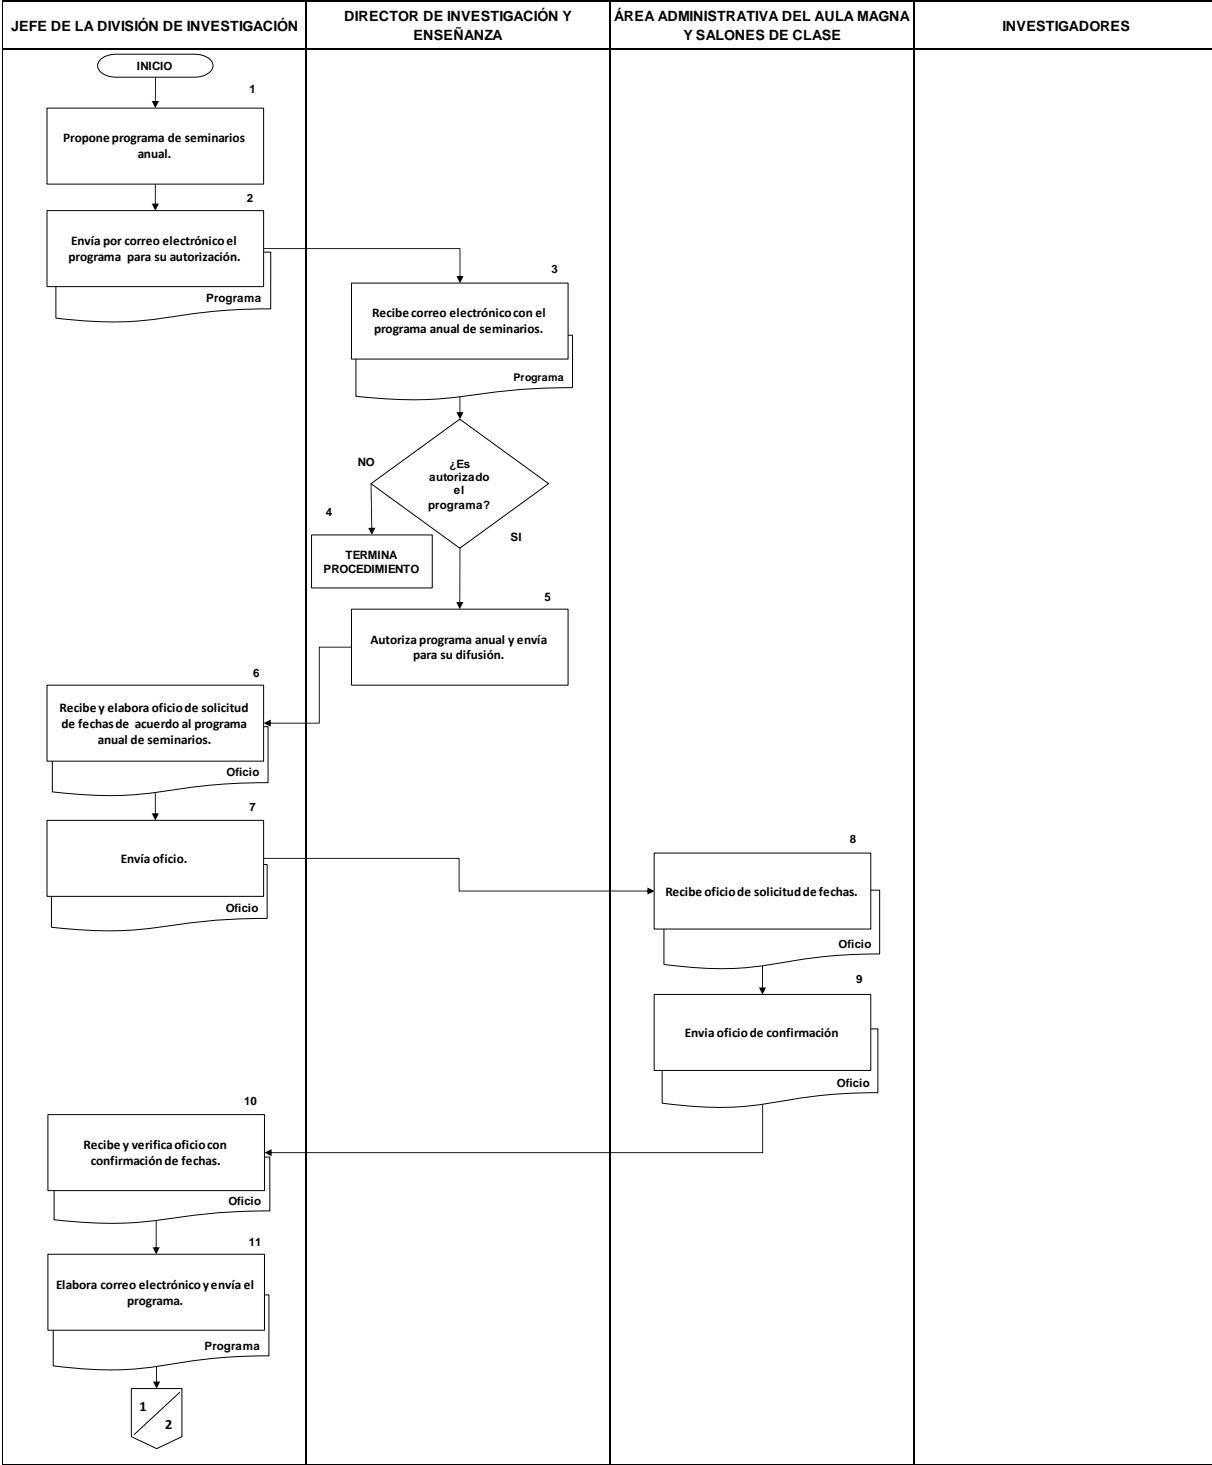 JEFE DE LA DIVISIÓN DE INVESTIGACIÓN
DIRECTOR DE INVESTIGACIÓN Y
ENSEÑANZA
ÁREA ADMINISTRATIVA DEL AULA MAGNA
Y SALONES DE CLASE
INVESTIGADORES
INICIO
1
Propone programa de seminarios
anual.
2
Envía por correo electrónico el
programa para su autorización.
Programa
3
Recibe correo electrónico con el
programa anual de seminarios.
Programa
¿Es
autorizado
el
programa?
NO
SI
4
TERMINA
PROCEDIMIENTO
5
Autoriza programa anual y envía
para su difusión.
6
Recibe y elabora oficio de solicitud
de fechas de acuerdo al programa
anual de seminarios.
Oficio
7
Envía oficio.
Oficio
8
Recibe oficio de solicitud de fechas.
Oficio
9
Envia oficio de confirmación
Oficio
10
Recibe y verifica oficio con
confirmación de fechas.
Oficio
11
Elabora correo electrónico y envía el
programa.
Programa
1
2